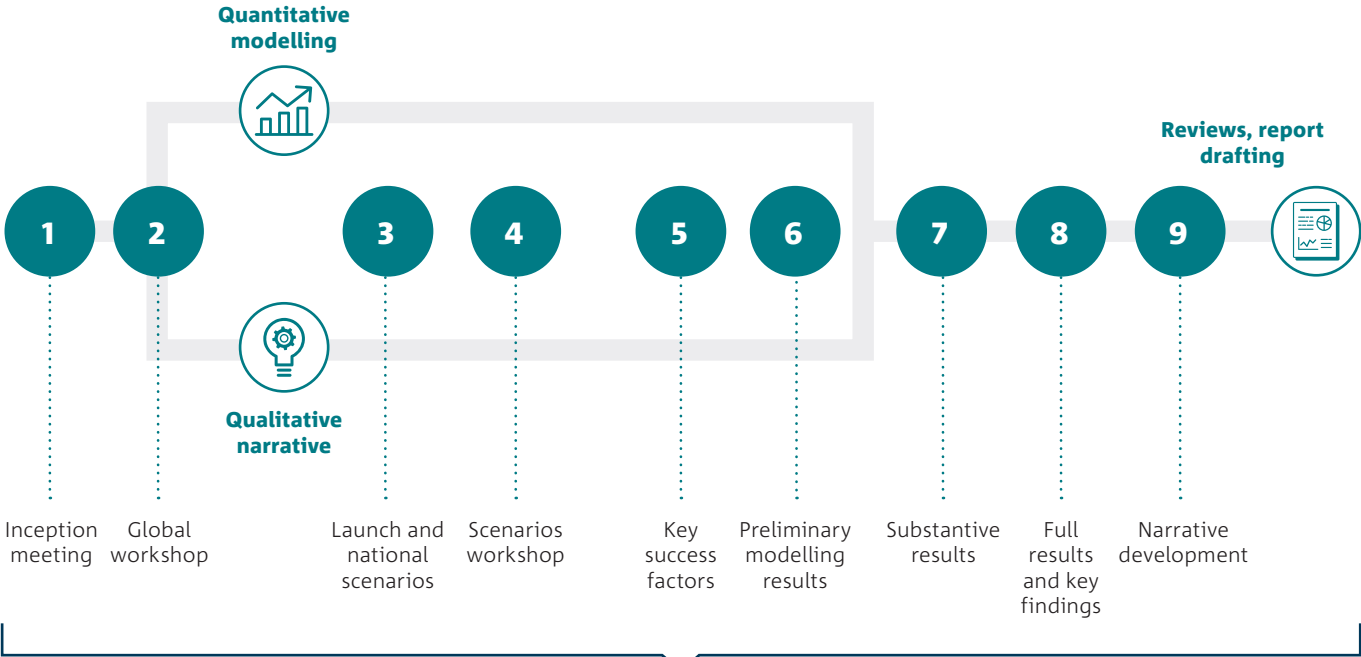 Quantitative
modelling
Reviews, report
drafting
1
2
3
4
5
6
7
8
9
Qualitative
narrative
Inception
meeting
Global
workshop
Launch and
national
scenarios
Scenarios
workshop
Key
success
factors
Preliminary
modelling
results
Substantive
results
Full
results
and key
findings
Narrative
development